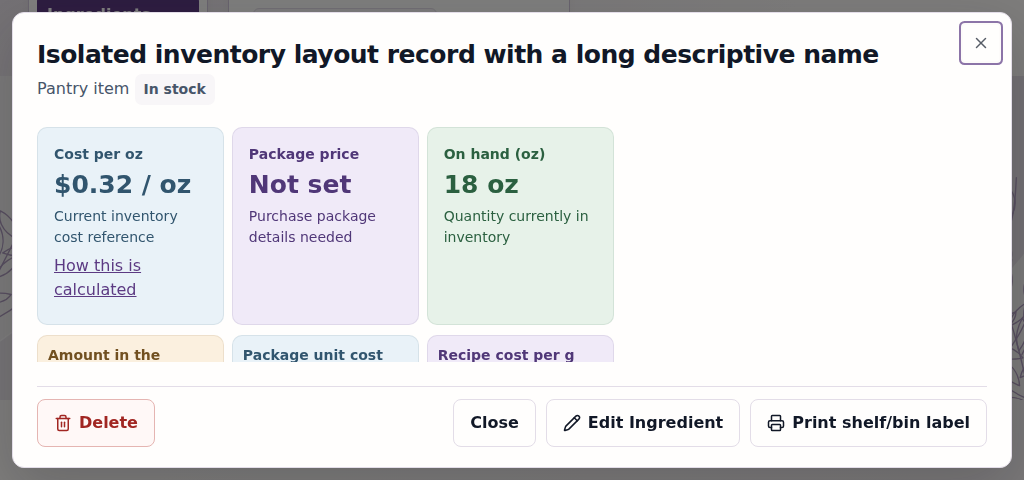 Ingredients
Isolated inventory layout record with a long descriptive name
Pantry item In stock
Cost per oz
$0.32 / oz
Current inventory
cost reference
How this is
calculated
Package price
Not set
Purchase package
details needed
On hand (oz)
18 oz
Quantity currently in
inventory
Amount in the
Package unit cost
Recipe cost per g
Delete
Close
Edit Ingredient
Print shelf/bin label